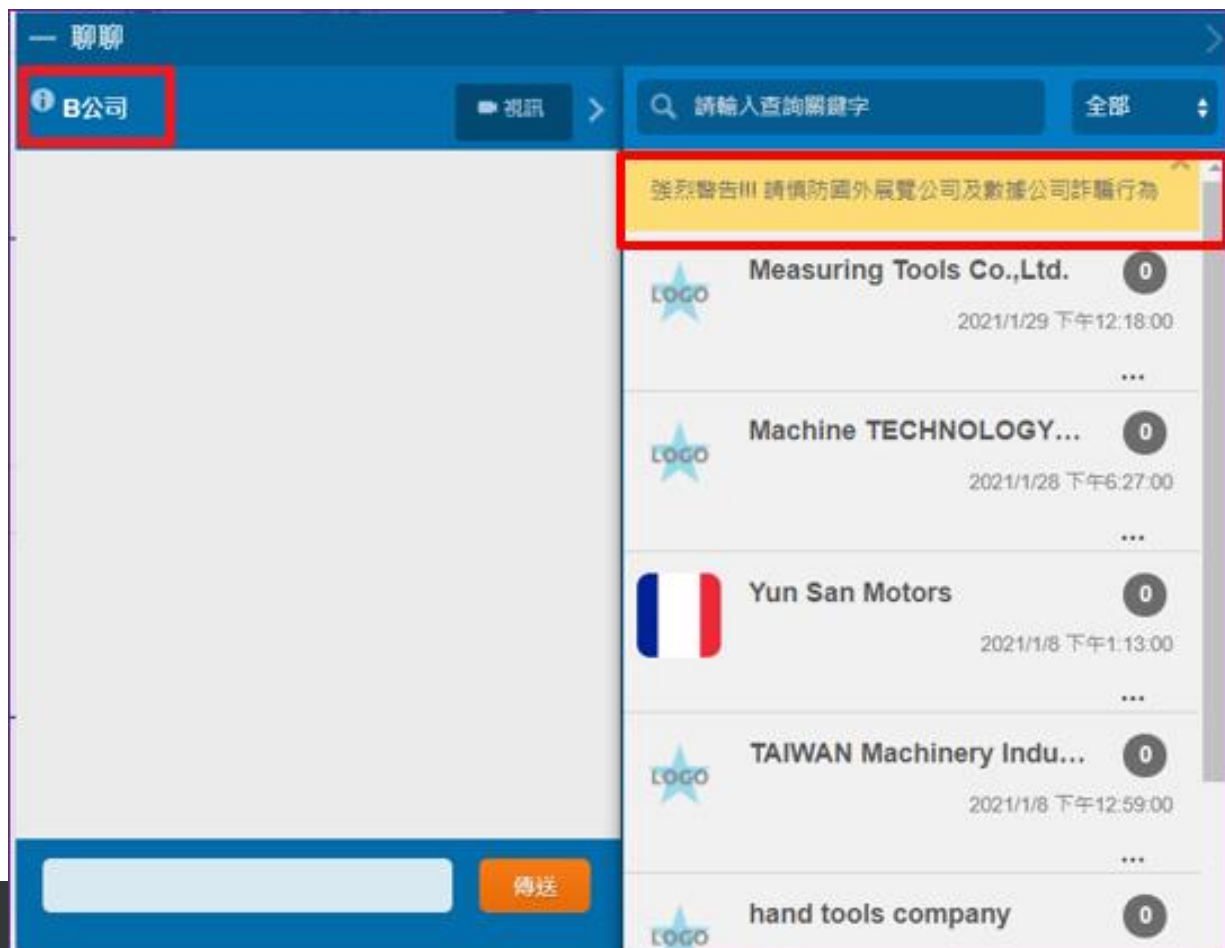 — 聊聊
B公司
視訊
請輸入查詢關鍵字
全部
強烈警告!!! 請慎防國外展覽公司及數據公司詐騙行為
LOGO
Measuring Tools Co.,Ltd.
0
2021/1/29 下午12:18:00
...
LOGO
Machine TECHNOLOGY...
0
2021/1/28 下午6:27:00
...
Yun San Motors
0
2021/1/8 下午1:13:00
...
LOGO
TAIWAN Machinery Indu...
0
2021/1/8 下午12:59:00
...
傳送
LOGO
hand tools company
0